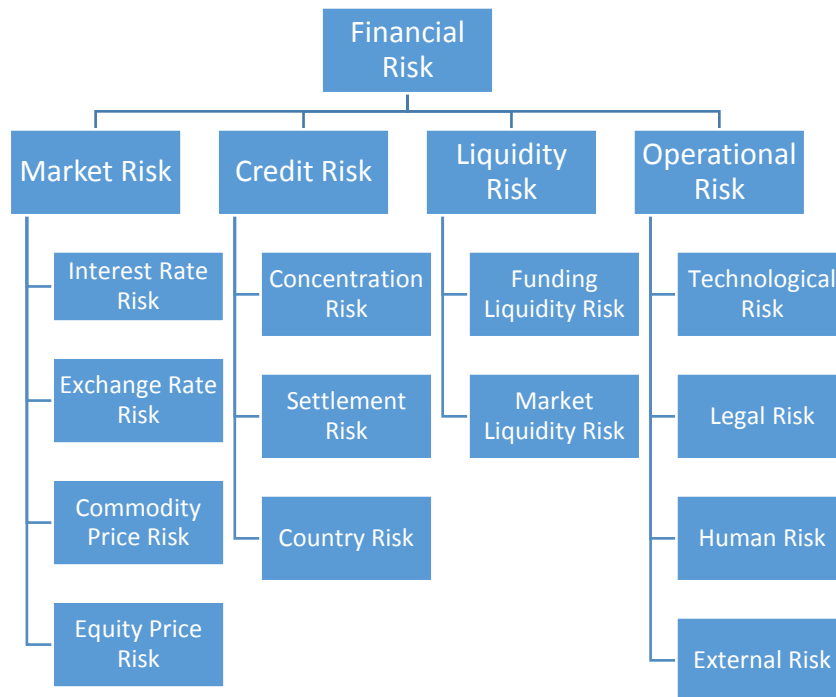 Financial
Risk
Market Risk
Credit Risk
Liquidity
Risk
Operational
Risk
Interest Rate
Risk
Exchange Rate
Risk
Commodity
Price Risk
Equity Price
Risk
Concentration
Risk
Settlement
Risk
Country Risk
Funding
Liquidity Risk
Market
Liquidity Risk
Technological
Risk
Legal Risk
Human Risk
External Risk